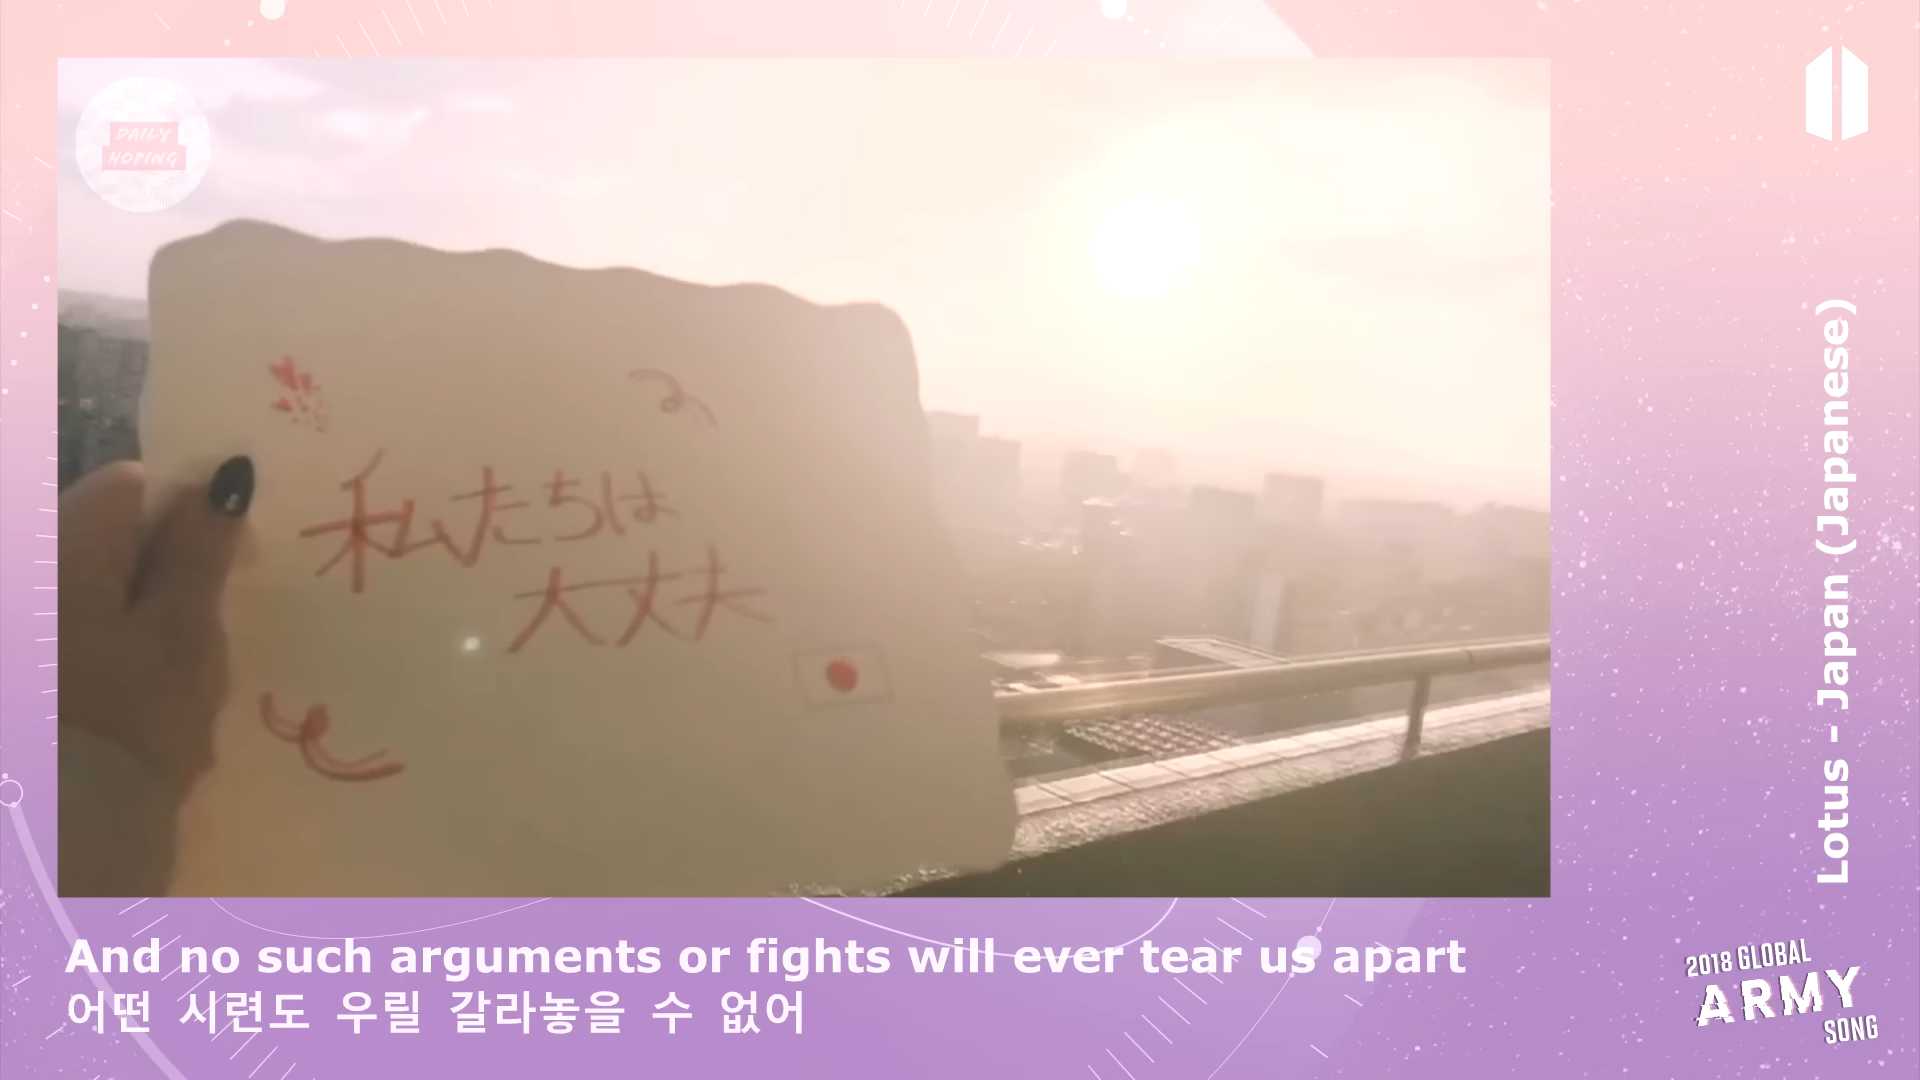 DAILY
HOPING
私たちは
大丈夫
Lotus - Japan (Japanese)
And no such arguments or fights will ever tear us apart
어떤 시련도 우릴 갈라놓을 수 없어
2018 GLOBAL
ARMY
SONG